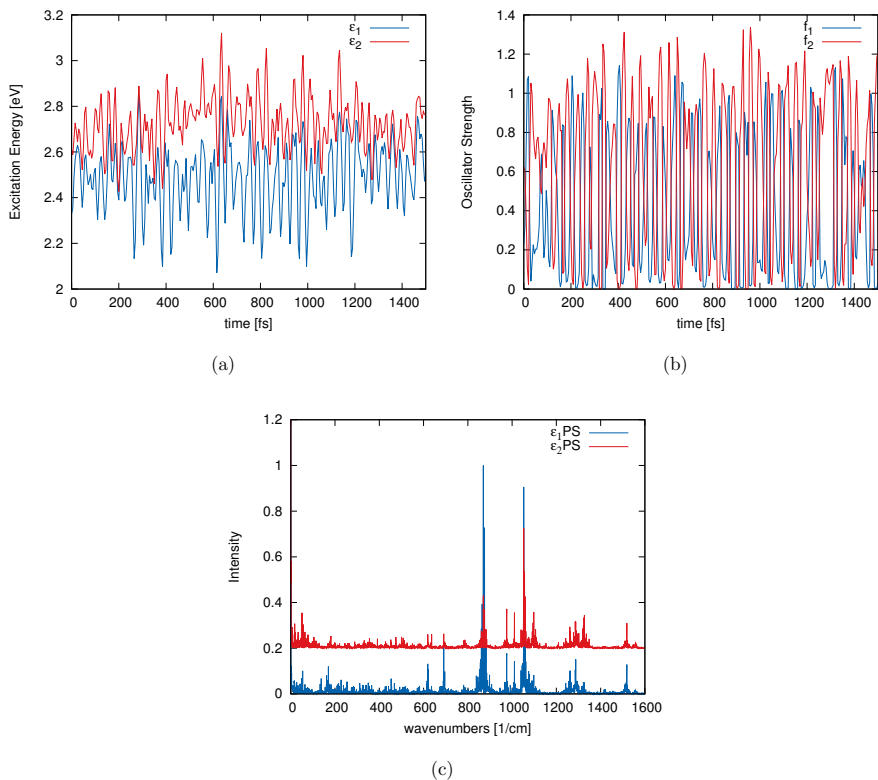 3.2
3
2.8
2.6
2.4
2.2
2
0 200 400 600 800 1000 1200 1400
Excitation Energy [eV]
time [fs]
ε1
ε2
(a)
1.4
1.2
1
0.8
0.6
0.4
0.2
0
0 200 400 600 800 1000 1200 1400
Oscillator Strength
time [fs]
f1
f2
(b)
1.2
1
0.8
0.6
0.4
0.2
0
0 200 400 600 800 1000 1200 1400 1600
Intensity
wavenumbers [1/cm]
ε1PS
ε2PS
(c)